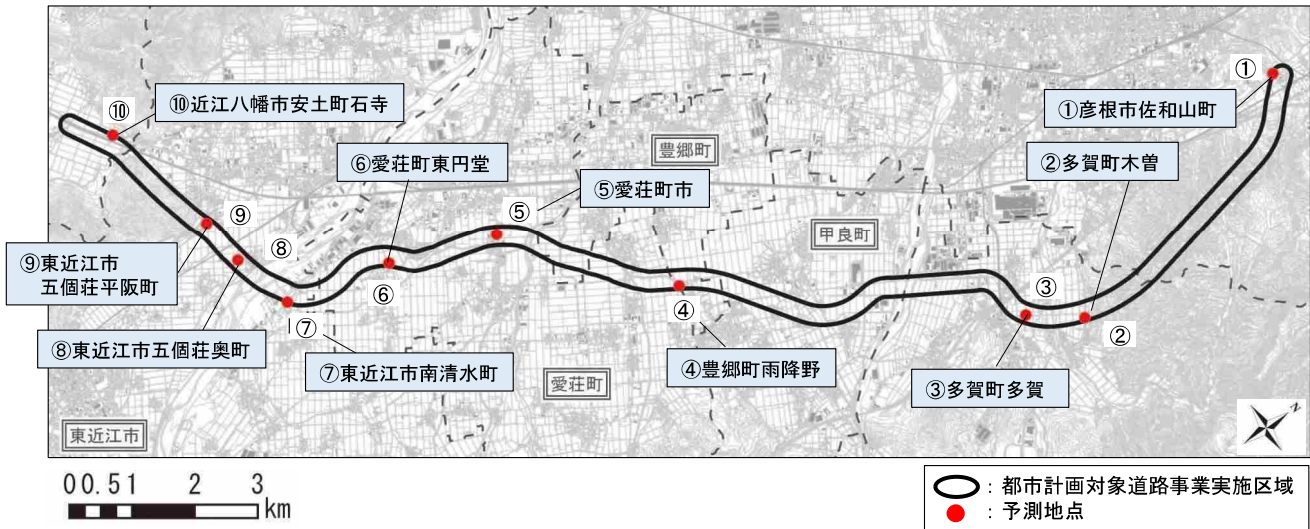 ①
①彦根市佐和山町
⑩
⑩近江八幡市安土町石寺
豊郷町
②多賀町木曽
⑥愛荘町東円堂
⑤愛荘町市
⑨
⑤
甲良町
⑧
⑨東近江市
五個荘平阪町
⑥
③
④
②
⑦
⑧東近江市五個荘奥町
⑦東近江市南清水町
愛荘町
④豊郷町雨降野
③多賀町多賀
東近江市
N
0 0.5 1 2 3
km
：都市計画対象道路事業実施区域
：予測地点